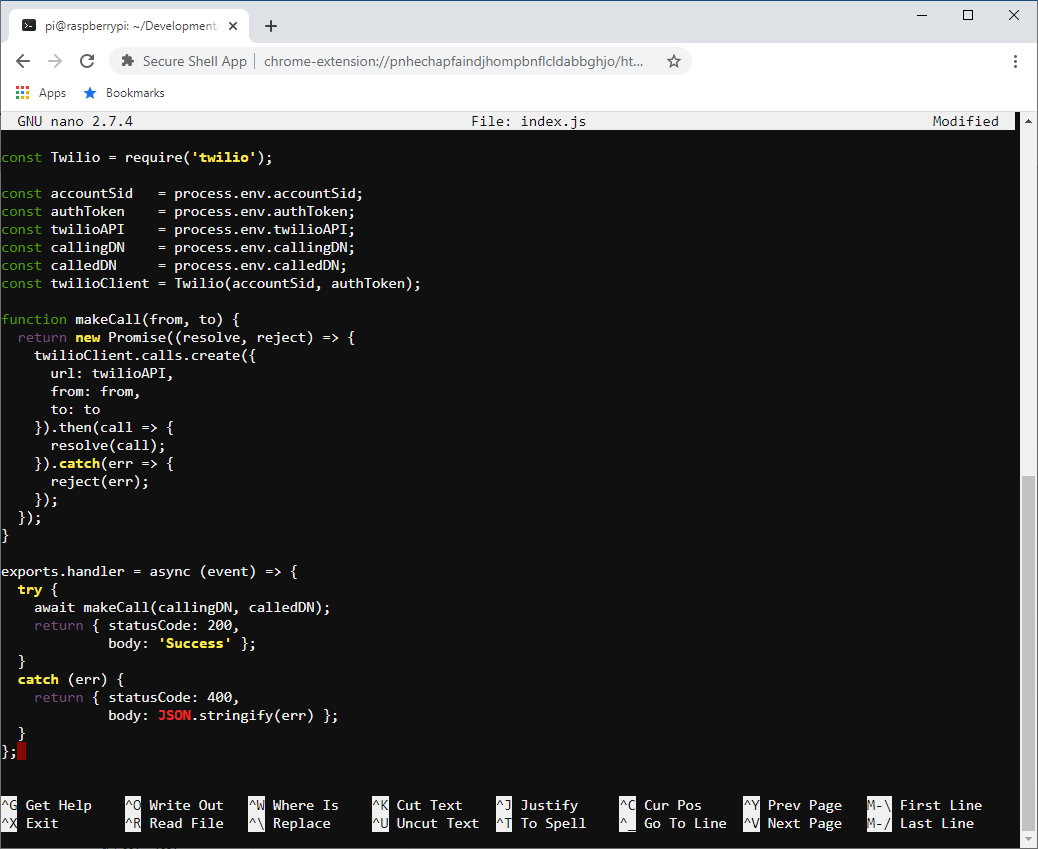 pi@raspberrypi: ~/Development
Secure Shell App | chrome-extension://pnhechapfaindjhompbnflcldabbghjo/ht...
Apps Bookmarks
GNU nano 2.7.4 File: index.js Modified
const Twilio = require('twilio');
const accountSid   = process.env.accountSid;
const authToken    = process.env.authToken;
const twilioAPI    = process.env.twilioAPI;
const callingDN    = process.env.callingDN;
const calledDN     = process.env.calledDN;
const twilioClient = Twilio(accountSid, authToken);
function makeCall(from, to) {
  return new Promise((resolve, reject) => {
    twilioClient.calls.create({
      url: twilioAPI,
      from: from,
      to: to
    }).then(call => {
      resolve(call);
    }).catch(err => {
      reject(err);
    });
  });
}
exports.handler = async (event) => {
  try {
    await makeCall(callingDN, calledDN);
    return { statusCode: 200,
             body: 'Success' };
  }
  catch (err) {
    return { statusCode: 400,
             body: JSON.stringify(err) };
  }
};
^G Get Help ^O Write Out ^W Where Is ^K Cut Text ^J Justify ^C Cur Pos ^Y Prev Page M-\ First Line
^X Exit ^R Read File ^\ Replace ^U Uncut Text ^T To Spell ^_ Go To Line ^V Next Page M-/ Last Line